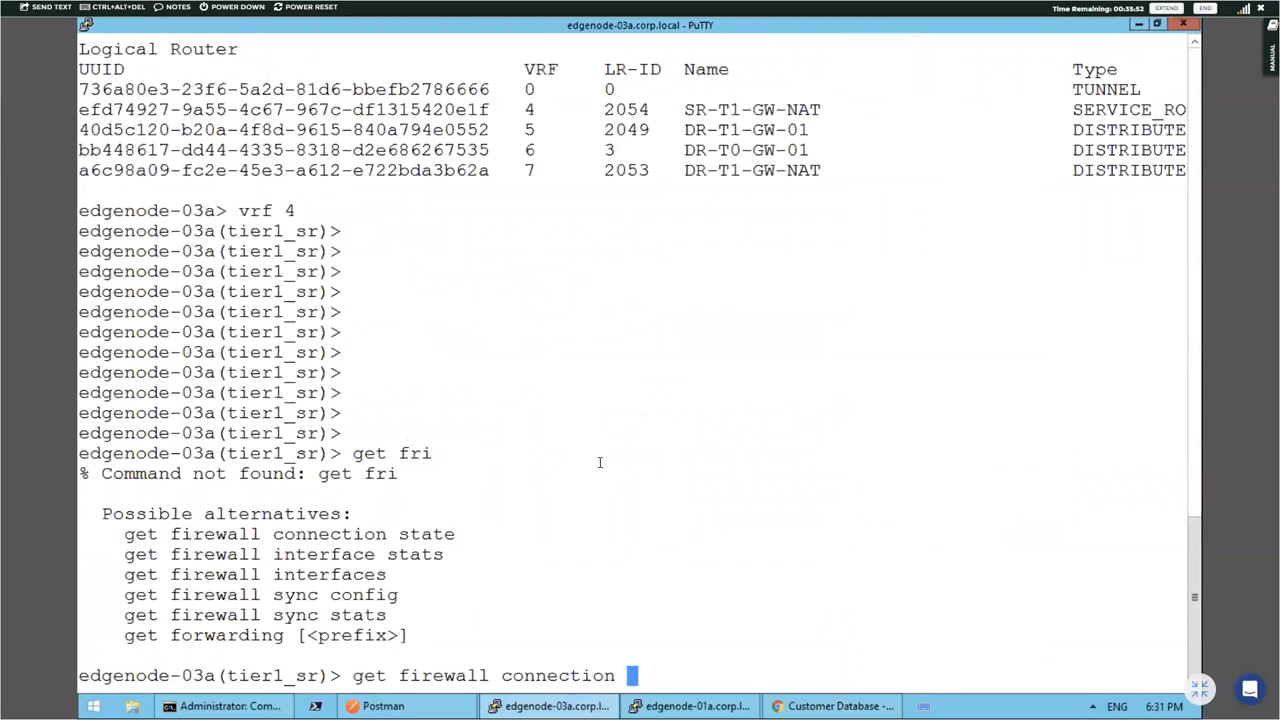 SEND TEXT CTRL+ALT+DEL NOTES POWER DOWN POWER RESET Time Remaining: 00:35:52 EXTEND END
edgenode-03a.corp.local - PuTTY
MANUAL
Logical Router
UUID VRF LR-ID Name Type
736a80e3-23f6-5a2d-81d6-bbefb2786666 0 0 TUNNEL
efd74927-9a55-4c67-967c-df1315420e1f 4 2054 SR-T1-GW-NAT SERVICE_RO
40d5c120-b20a-4f8d-9615-840a794e0552 5 2049 DR-T1-GW-01 DISTRIBUTE
bb448617-dd44-4335-8318-d2e686267535 6 3 DR-T0-GW-01 DISTRIBUTE
a6c98a09-fc2e-45e3-a612-e722bda3b62a 7 2053 DR-T1-GW-NAT DISTRIBUTE
edgenode-03a> vrf 4
edgenode-03a(tier1_sr)>
edgenode-03a(tier1_sr)>
edgenode-03a(tier1_sr)>
edgenode-03a(tier1_sr)>
edgenode-03a(tier1_sr)>
edgenode-03a(tier1_sr)>
edgenode-03a(tier1_sr)>
edgenode-03a(tier1_sr)>
edgenode-03a(tier1_sr)>
edgenode-03a(tier1_sr)>
edgenode-03a(tier1_sr)>
edgenode-03a(tier1_sr)> get fri
% Command not found: get fri
Possible alternatives:
get firewall connection state
get firewall interface stats
get firewall interfaces
get firewall sync config
get firewall sync stats
get forwarding [<prefix>]
edgenode-03a(tier1_sr)> get firewall connection
Administrator: Com... Postman edgenode-03a.corp.l... edgenode-01a.corp.l... Customer Database -... ENG 6:31 PM